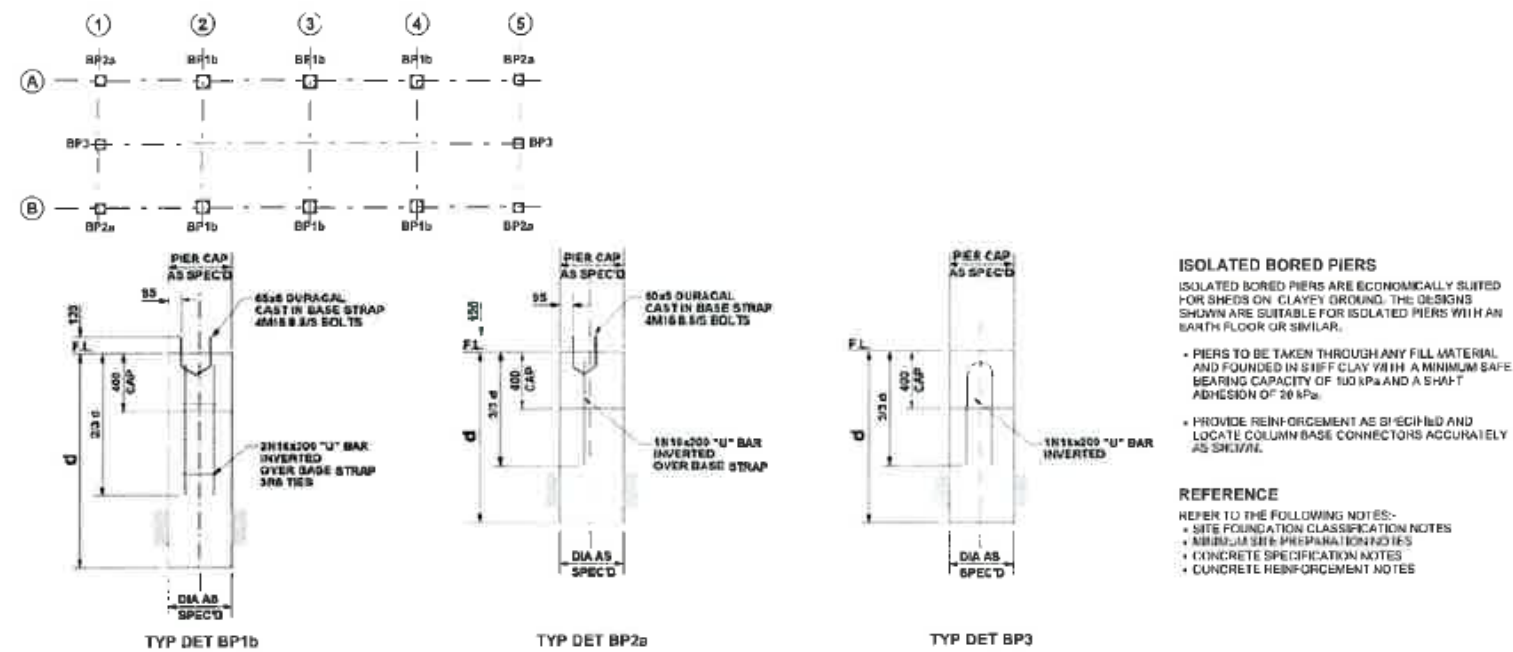 1 2 3 4 5
BP2a BP1b BP1b BP1b BP2a
A
BP3 BP3
B
BP2a BP1b BP1b BP1b BP2a
PIER CAP
AS SPEC'D
95
65x6 DURAGAL
CAST IN BASE STRAP
4M16 8.8/S BOLTS
120
F.L.
400
CAP
2/3 d
d
2N16x200 "U" BAR
INVERTED
OVER BASE STRAP
3R6 TIES
DIA AS
SPEC'D
TYP DET BP1b
PIER CAP
AS SPEC'D
95
50x5 DURAGAL
CAST IN BASE STRAP
4M16 8.8/S BOLTS
120
F.L.
400
CAP
2/3 d
d
1N16x200 "U" BAR
INVERTED
OVER BASE STRAP
DIA AS
SPEC'D
TYP DET BP2a
PIER CAP
AS SPEC'D
F.L.
400
CAP
2/3 d
d
1N16x200 "U" BAR
INVERTED
DIA AS
SPEC'D
TYP DET BP3
ISOLATED BORED PIERS
ISOLATED BORED PIERS ARE ECONOMICALLY SUITED
FOR SHEDS ON CLAYEY GROUND. THE DESIGNS
SHOWN ARE SUITABLE FOR ISOLATED PIERS WITH AN
EARTH FLOOR OR SIMILAR.
• PIERS TO BE TAKEN THROUGH ANY FILL MATERIAL
AND FOUNDED IN STIFF CLAY WITH A MINIMUM SAFE
BEARING CAPACITY OF 100 kPa AND A SHAFT
ADHESION OF 20 kPa.
• PROVIDE REINFORCEMENT AS SPECIFIED AND
LOCATE COLUMN BASE CONNECTORS ACCURATELY
AS SHOWN.
REFERENCE
REFER TO THE FOLLOWING NOTES:-
• SITE FOUNDATION CLASSIFICATION NOTES
• MINIMUM SITE PREPARATION NOTES
• CONCRETE SPECIFICATION NOTES
• CONCRETE REINFORCEMENT NOTES